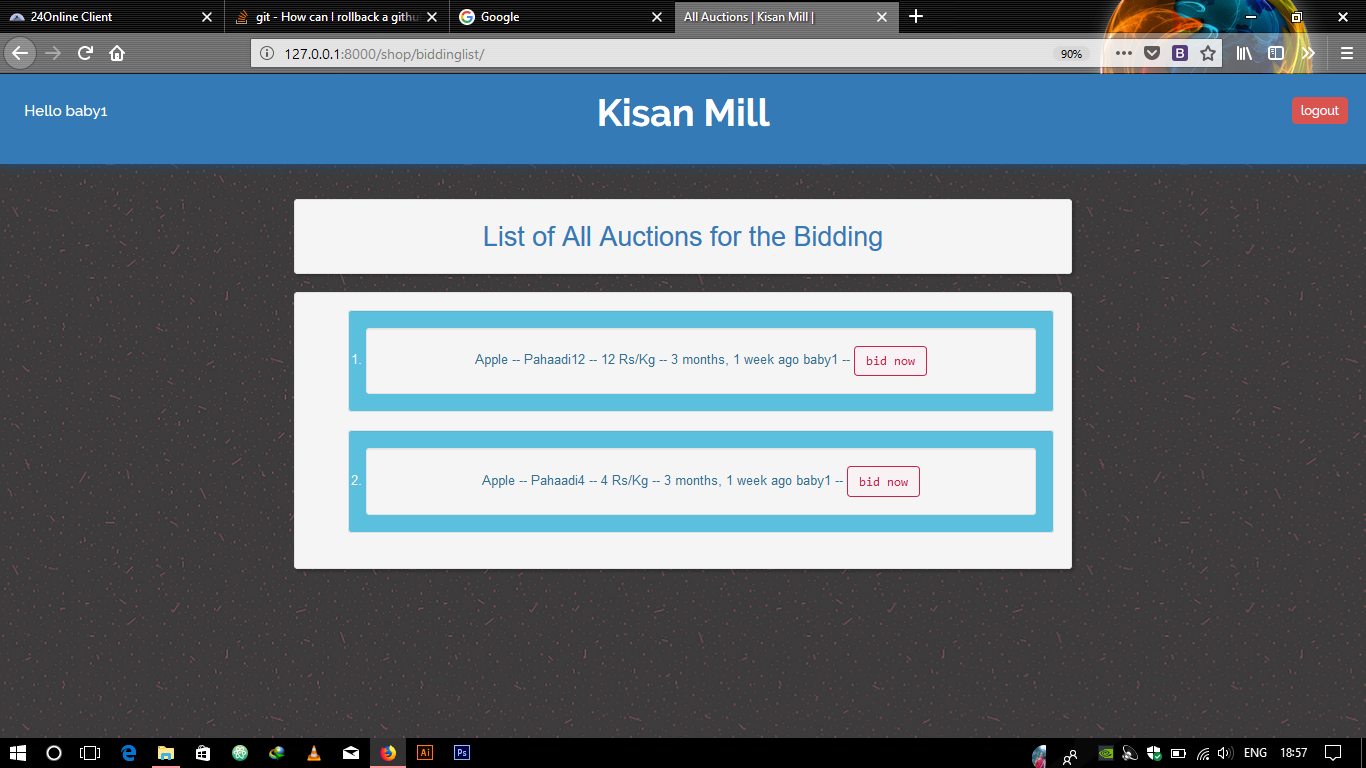 24Online Client
git - How can I rollback a githu
Google
All Auctions | Kisan Mill |
127.0.0.1:8000/shop/biddinglist/
90%
B
Hello baby1
Kisan Mill
logout
List of All Auctions for the Bidding
1. Apple -- Pahaadi12 -- 12 Rs/Kg -- 3 months, 1 week ago baby1 -- bid now
2. Apple -- Pahaadi4 -- 4 Rs/Kg -- 3 months, 1 week ago baby1 -- bid now
Ai
Ps
ENG
18:57